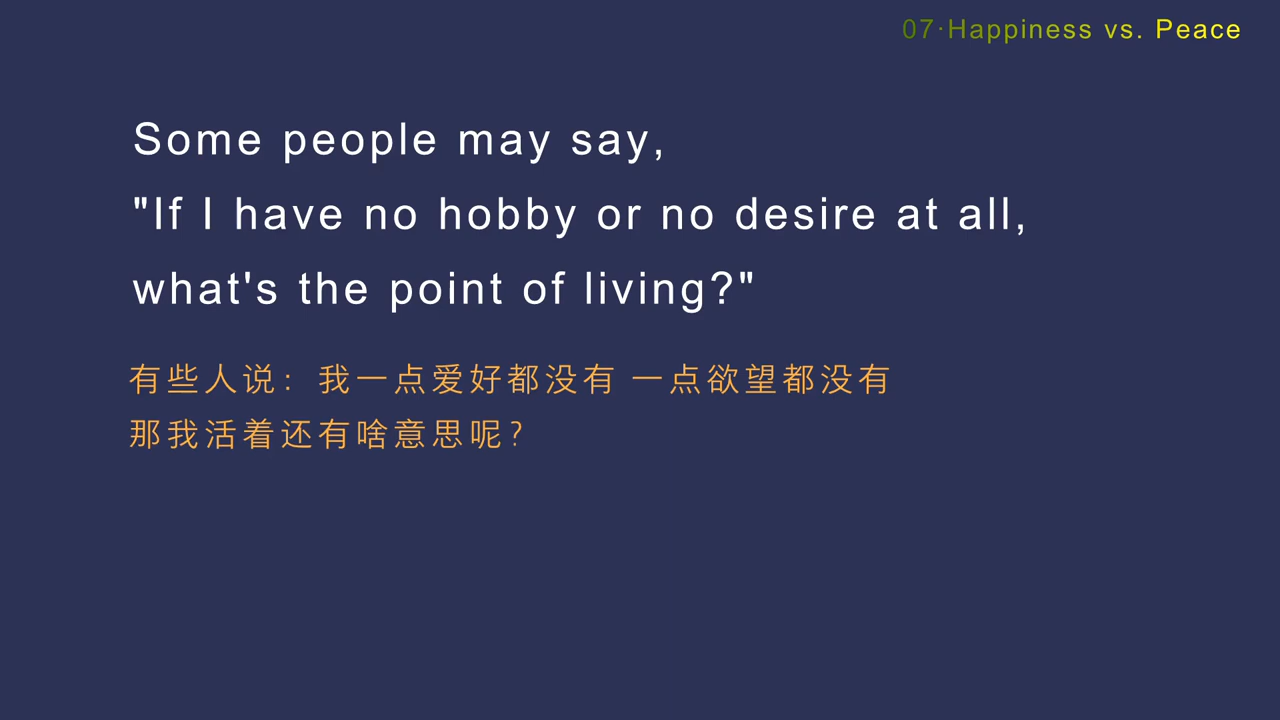 07·Happiness vs. Peace
Some people may say,
"If I have no hobby or no desire at all,
what's the point of living?"
有些人说：我一点爱好都没有 一点欲望都没有
那我活着还有啥意思呢？